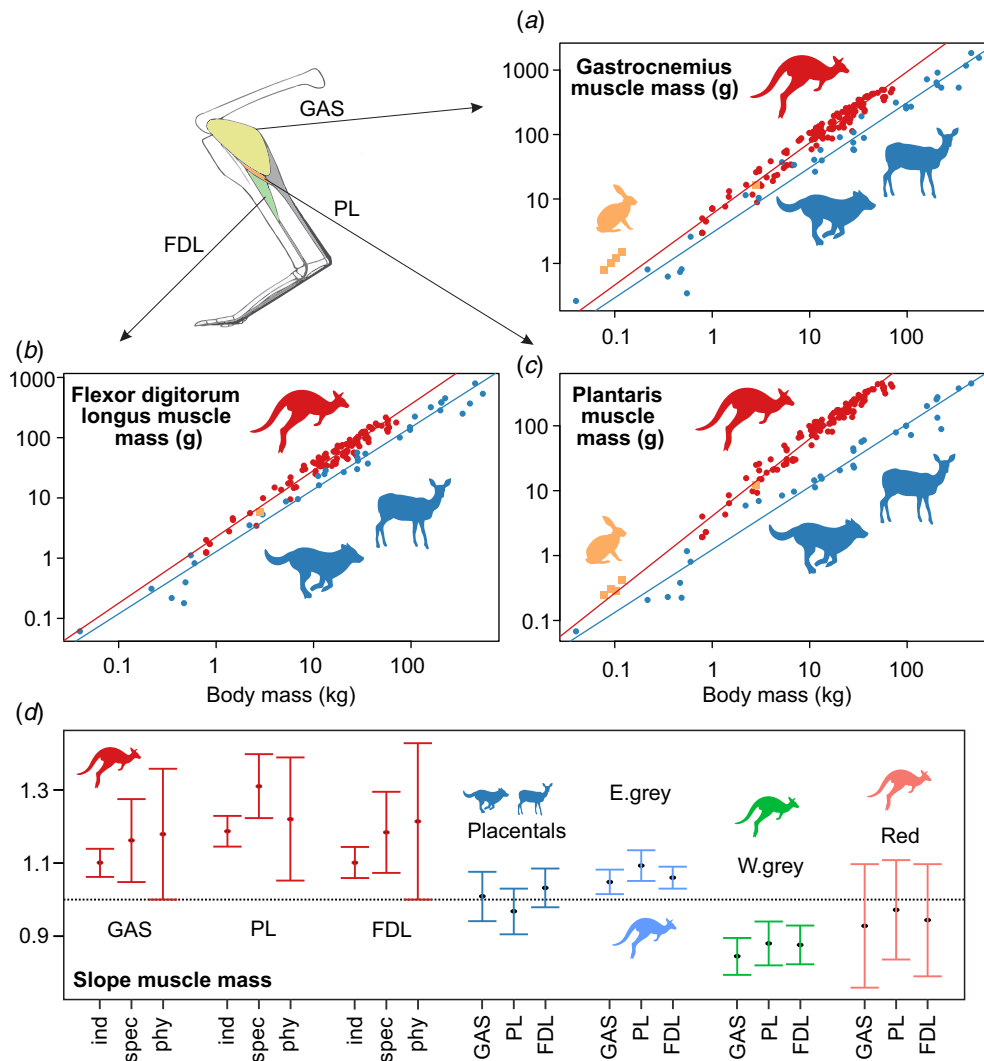 (a)
GAS
PL
FDL
Gastrocnemius
muscle mass (g)
1000
100
10
1
0.1
1
10
100
(b)
Flexor digitorum
longus muscle
mass (g)
1000
100
10
1
0.1
0.1
1
10
100
Body mass (kg)
(c)
Plantaris
muscle
mass (g)
100
10
1
0.1
0.1
1
10
100
Body mass (kg)
(d)
1.3
1.1
0.9
GAS
PL
FDL
Placentals
E.grey
W.grey
Red
Slope muscle mass
ind
spec
phy
ind
spec
phy
ind
spec
phy
GAS
PL
FDL
GAS
PL
FDL
GAS
PL
FDL
GAS
PL
FDL